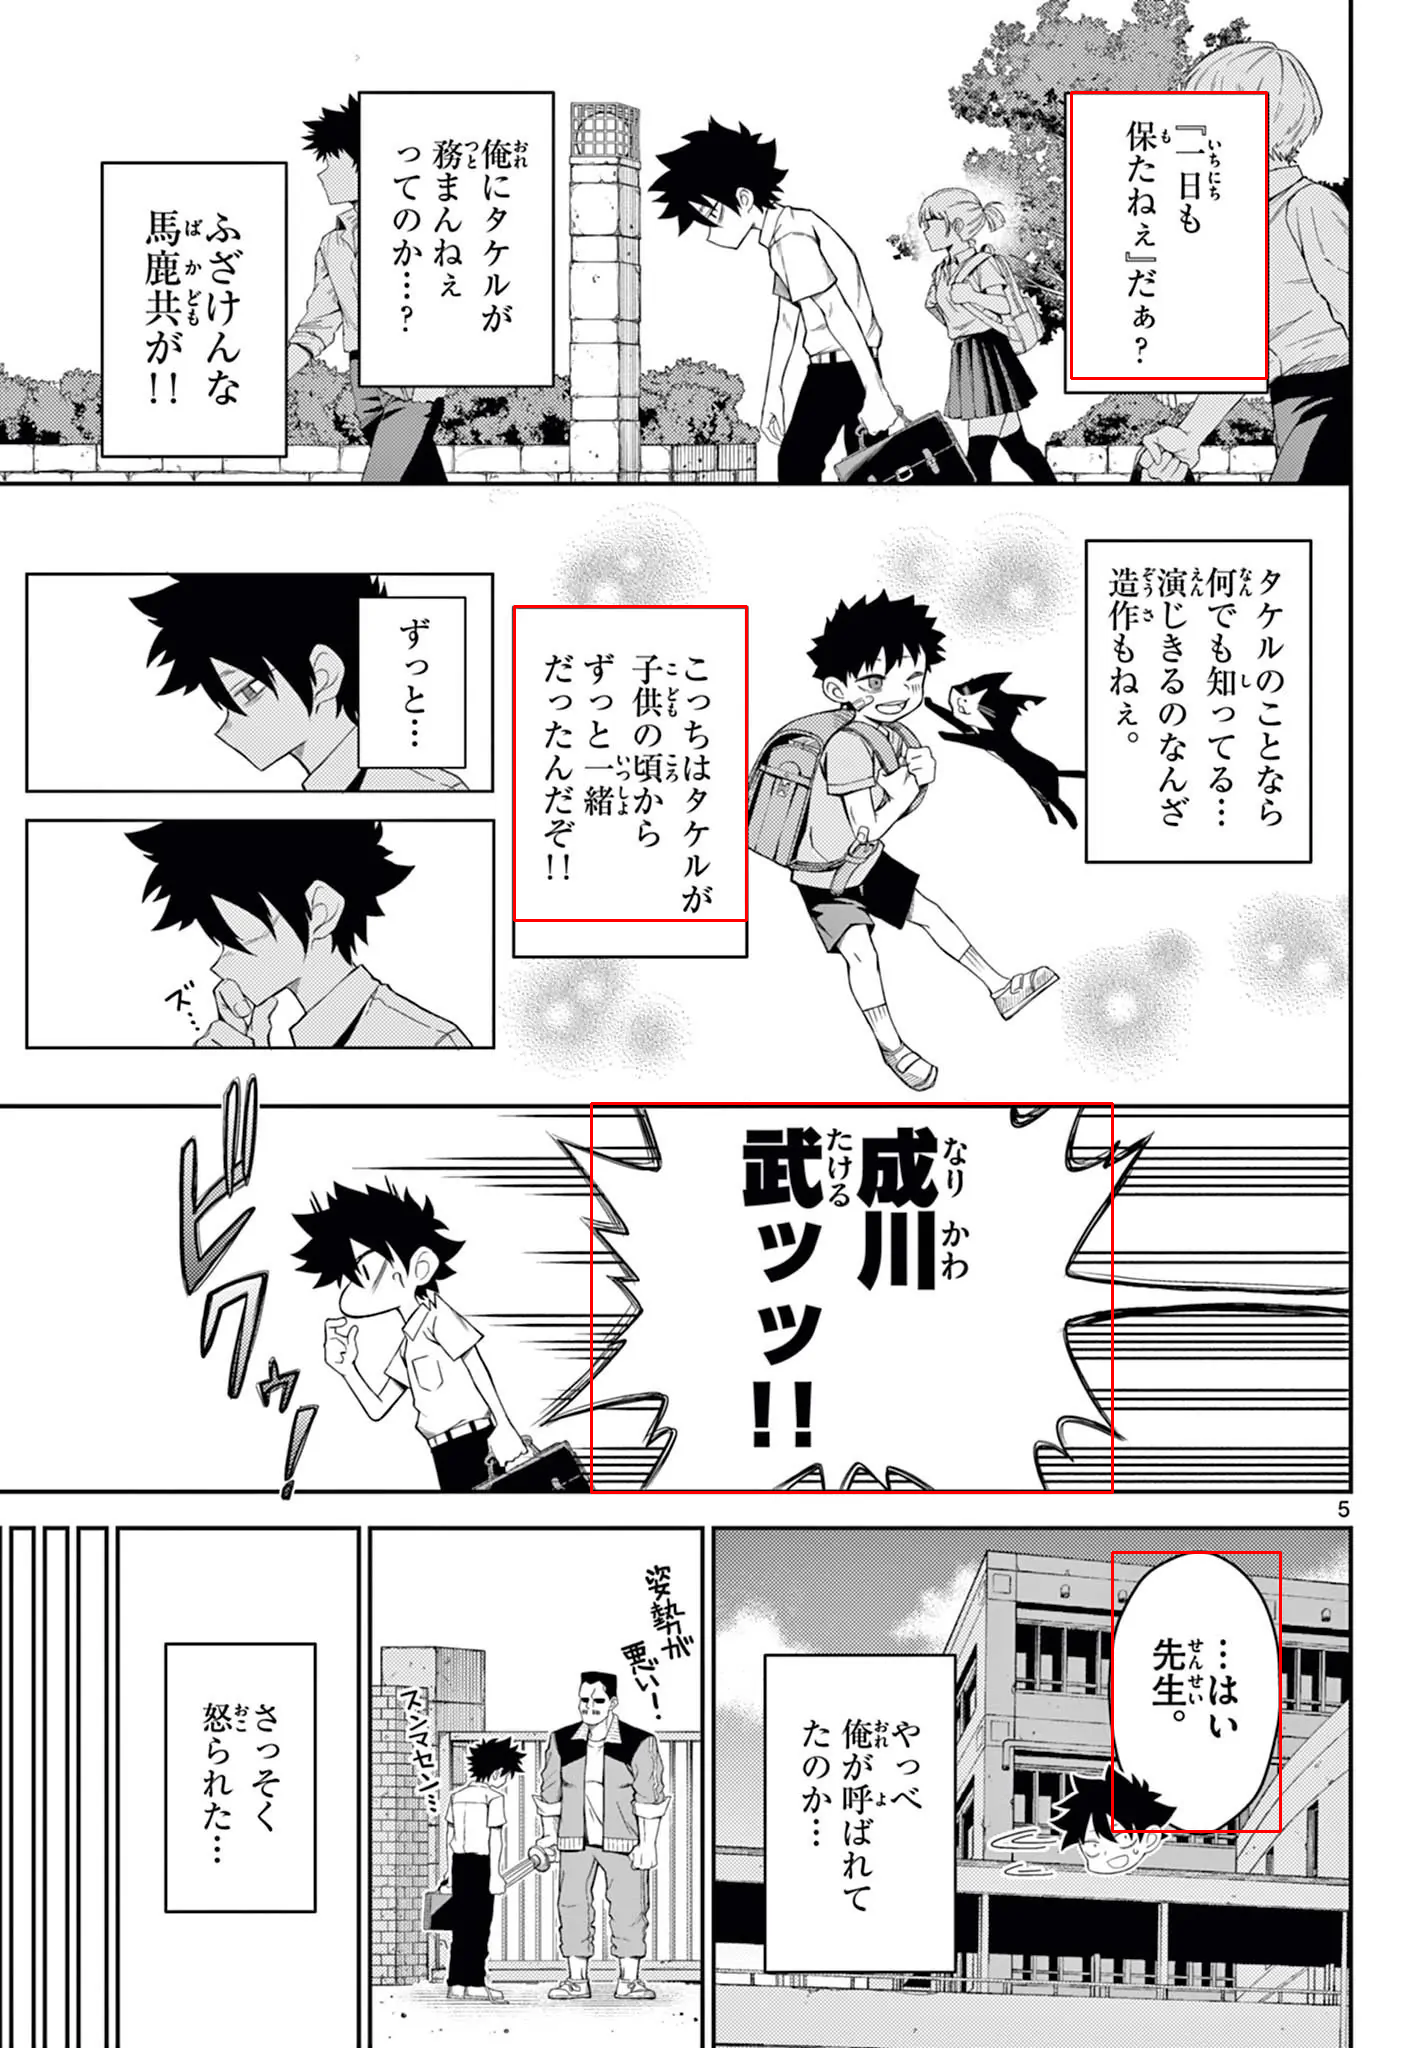 『一日も
保たねぇ』だぁ？
俺にタケルが
務まんねぇ
ってのか…？
ふざけんな
馬鹿共が！！
タケルのことなら
何でも知ってる…
演じきるのなんざ
造作もねぇ。
こっちはタケルが
子供の頃から
ずっと一緒
だったんだぞ！！
ずっと…
ズ…
成川
武ッッ！！
ビクゥッ！
5
…はい
先生。
やっべ
俺が呼ばれて
たのか…
姿勢が
悪い！
スンマセン…
さっそく
怒られた…